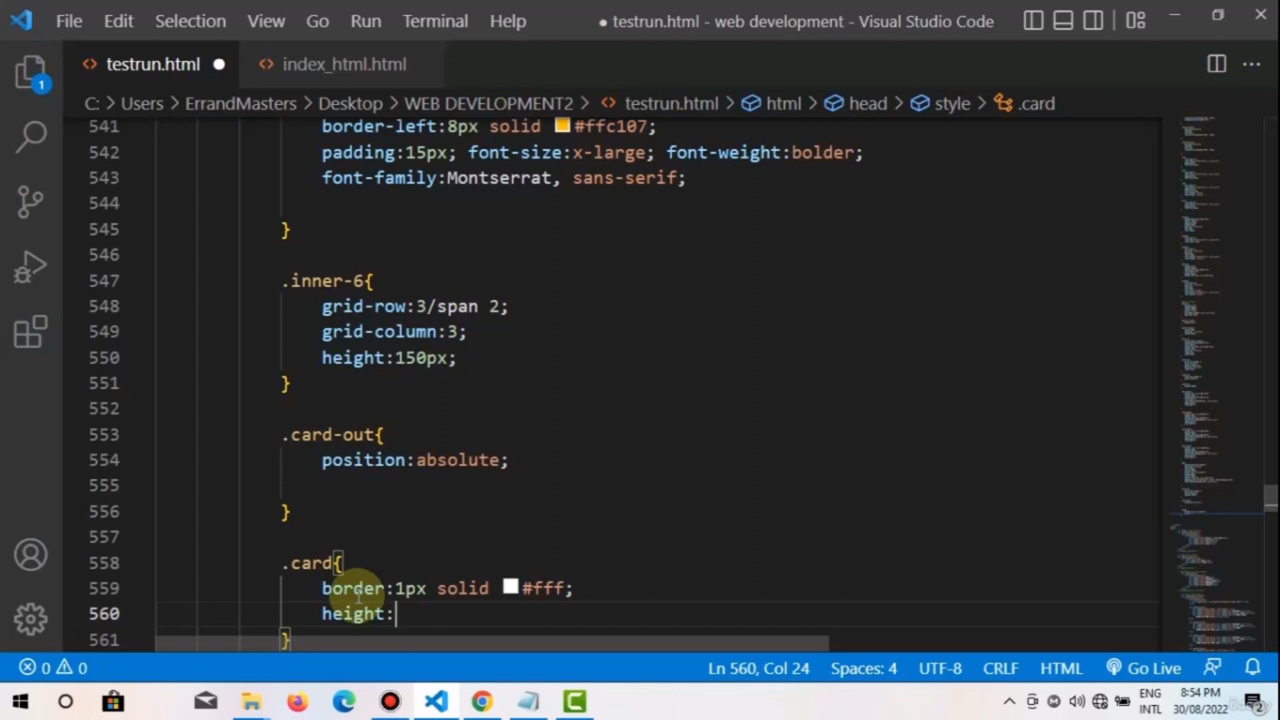 File Edit Selection View Go Run Terminal Help ● testrun.html - web development - Visual Studio Code
testrun.html index_html.html
1
C: > Users > ErrandMasters > Desktop > WEB DEVELOPMENT2 > testrun.html > html > head > style > .card
541 border-left:8px solid #ffc107;
542 padding:15px; font-size:x-large; font-weight:bolder;
543 font-family:Montserrat, sans-serif;
544
545 }
546
547 .inner-6{
548 grid-row:3/span 2;
549 grid-column:3;
550 height:150px;
551 }
552
553 .card-out{
554 position:absolute;
555
556 }
557
558 .card{
559 border:1px solid #fff;
560 height:
561 }
0 0 Ln 560, Col 24 Spaces: 4 UTF-8 CRLF HTML Go Live
ENG 8:54 PM
INTL 30/08/2022 2